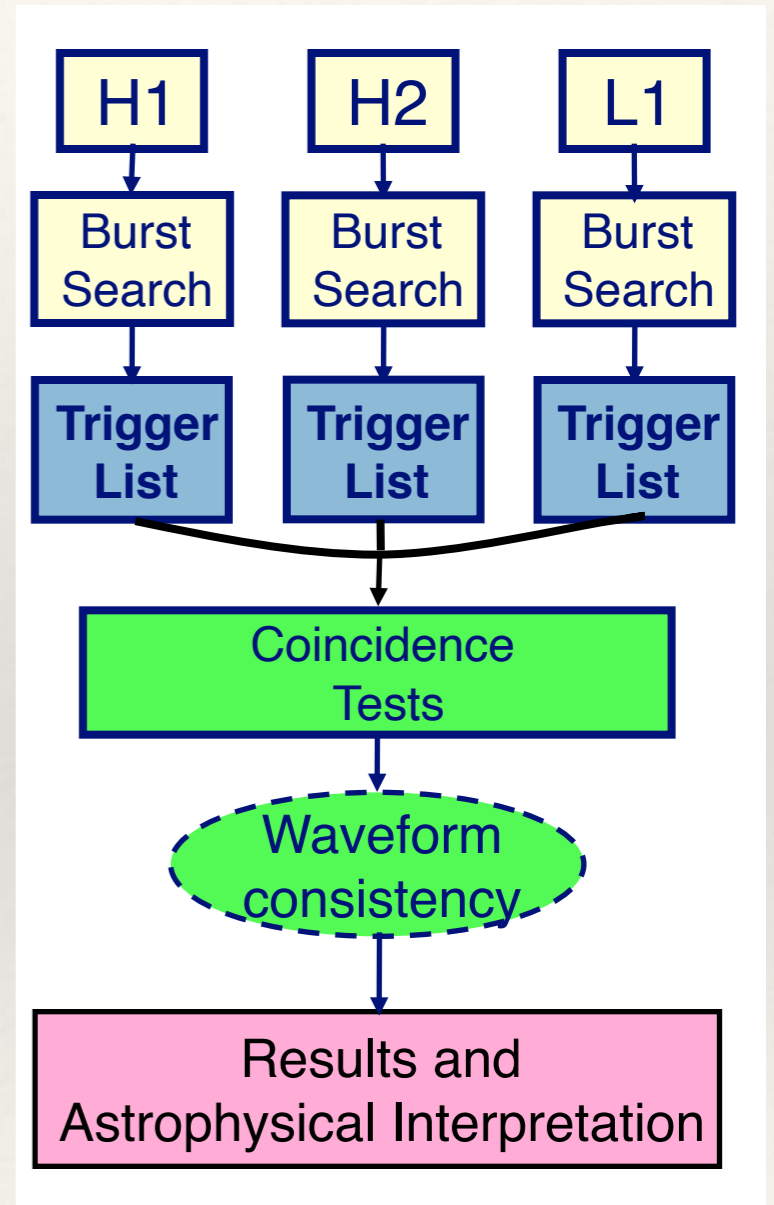 H1
H2
L1
Burst
Search
Burst
Search
Burst
Search
Trigger
List
Trigger
List
Trigger
List
Coincidence
Tests
Waveform
consistency
Results and
Astrophysical Interpretation